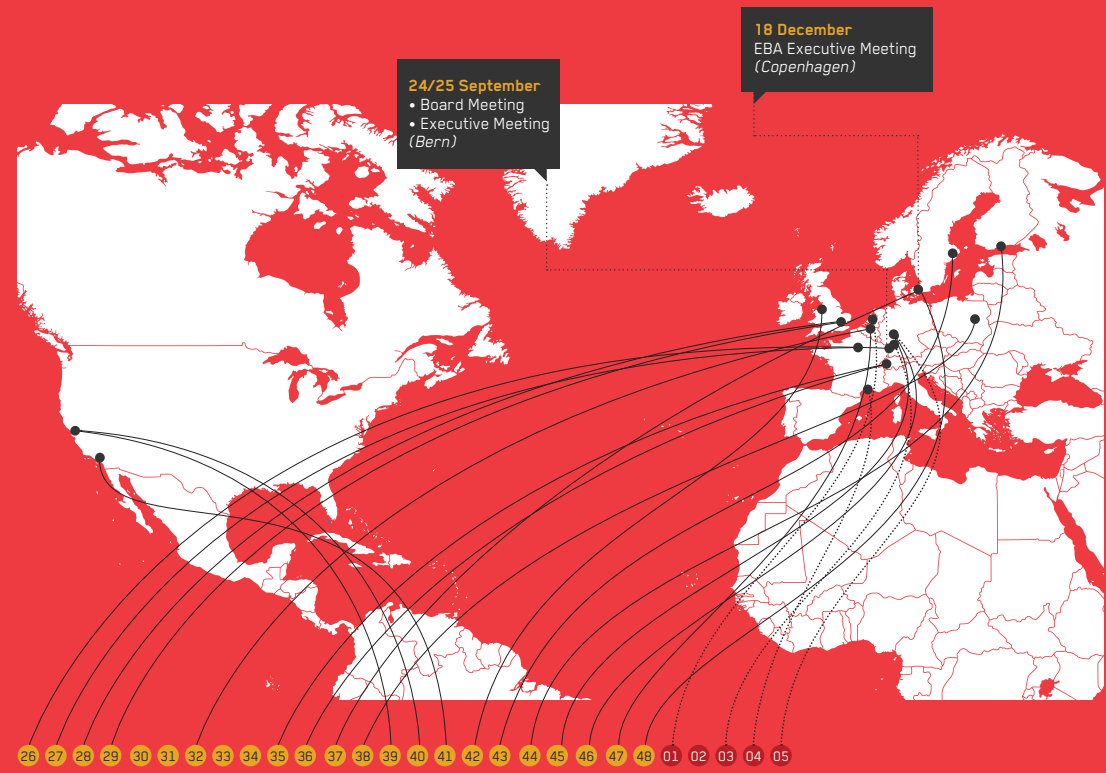 18 December
EBA Executive Meeting
(Copenhagen)
24/25 September
• Board Meeting
• Executive Meeting
(Bern)
26 27 28 29 30 31 32 33 34 35 36 37 38 39 40 41 42 43 44 45 46 47 48 01 02 03 04 05